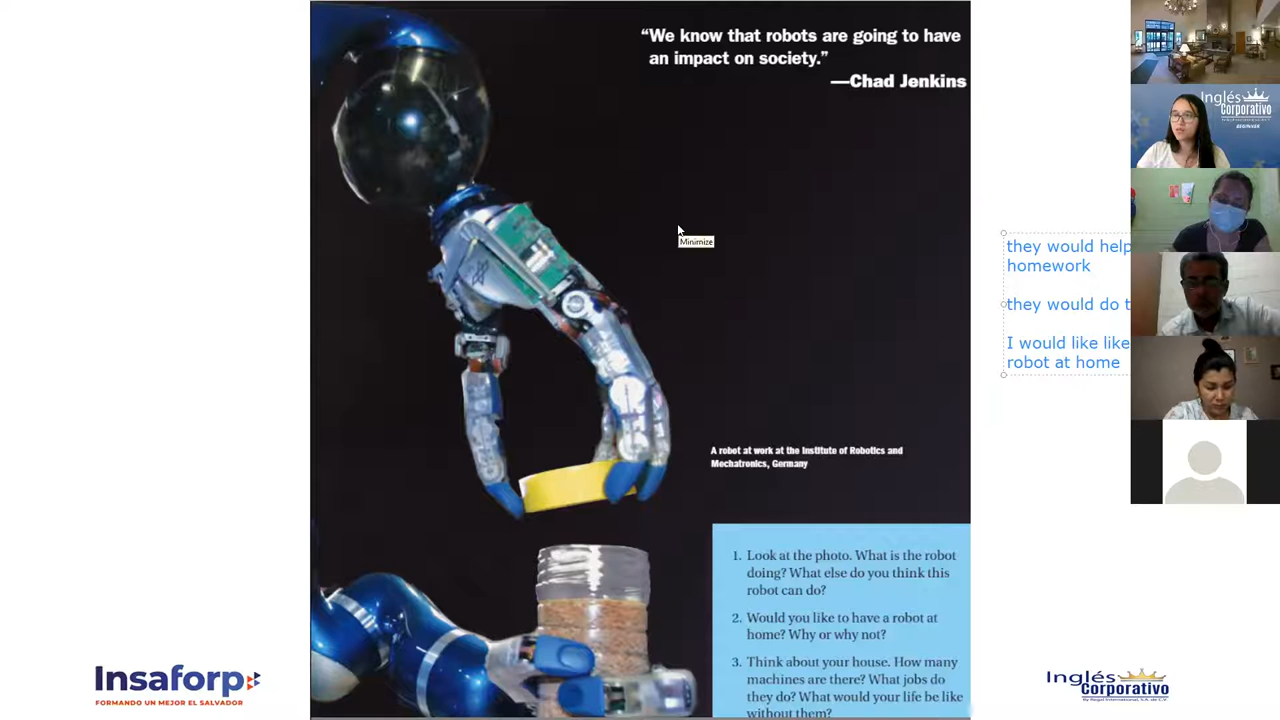 “We know that robots are going to have
an impact on society.”
—Chad Jenkins
Minimize
A robot at work at the Institute of Robotics and
Mechatronics, Germany
1. Look at the photo. What is the robot
doing? What else do you think this
robot can do?
2. Would you like to have a robot at
home? Why or why not?
3. Think about your house. How many
machines are there? What jobs do
they do? What would your life be like
without them?
they would help
homework
they would do t
I would like like
robot at home
Inglés
Corporativo
BEGINNER
Insaforp
FORMANDO UN MEJOR EL SALVADOR
Inglés
Corporativo
By Regal International, S.A. de C.V.